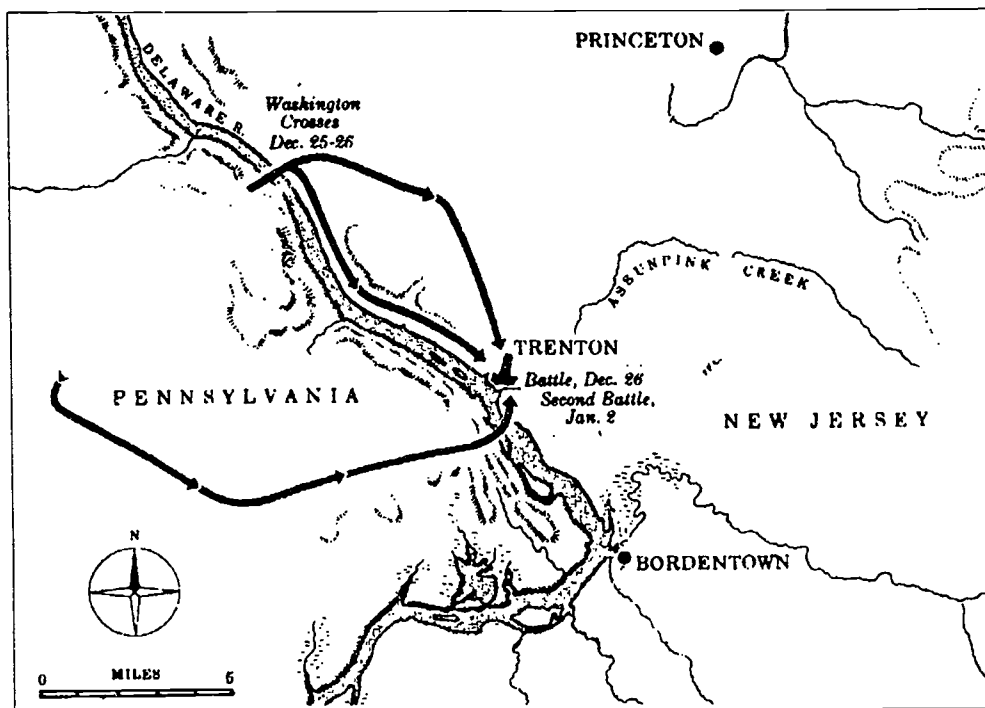 PRINCETON
DELAWARE R.
Washington
Crosses
Dec. 25-26
ASSUNPINK CREEK
TRENTON
Battle, Dec. 26
Second Battle,
Jan. 2
PENNSYLVANIA
NEW JERSEY
N
BORDENTOWN
MILES
0 5